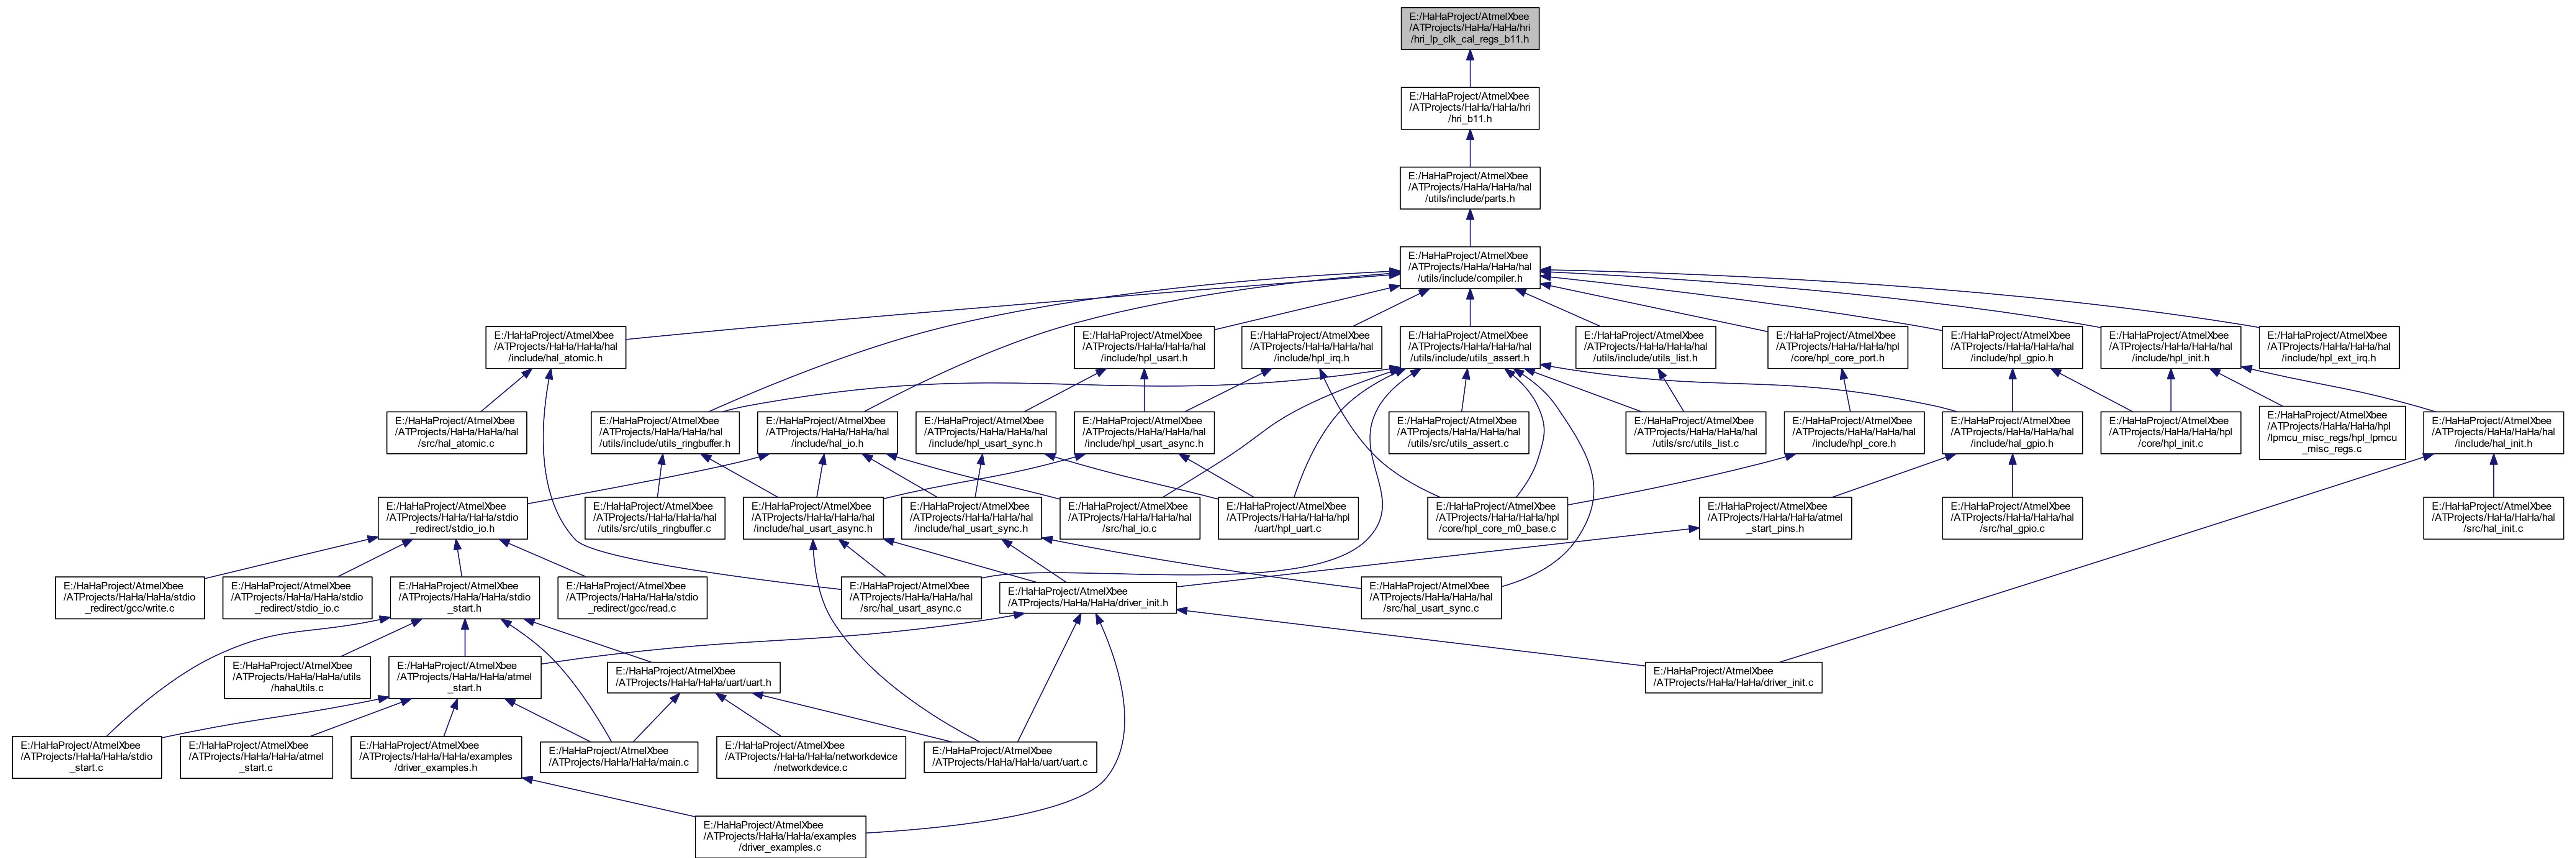 E:/HaHaProject/AtmelXbee
/ATProjects/HaHa/HaHa/hri
/hri_lp_clk_cal_regs_b11.h
E:/HaHaProject/AtmelXbee
/ATProjects/HaHa/HaHa/hri
/hri_b11.h
E:/HaHaProject/AtmelXbee
/ATProjects/HaHa/HaHa/hal
/utils/include/parts.h
E:/HaHaProject/AtmelXbee
/ATProjects/HaHa/HaHa/hal
/utils/include/compiler.h
E:/HaHaProject/AtmelXbee
/ATProjects/HaHa/HaHa/hal
/include/hal_atomic.h
E:/HaHaProject/AtmelXbee
/ATProjects/HaHa/HaHa/hal
/include/hpl_usart.h
E:/HaHaProject/AtmelXbee
/ATProjects/HaHa/HaHa/hal
/include/hpl_irq.h
E:/HaHaProject/AtmelXbee
/ATProjects/HaHa/HaHa/hal
/utils/include/utils_assert.h
E:/HaHaProject/AtmelXbee
/ATProjects/HaHa/HaHa/hal
/utils/include/utils_list.h
E:/HaHaProject/AtmelXbee
/ATProjects/HaHa/HaHa/hpl
/core/hpl_core_port.h
E:/HaHaProject/AtmelXbee
/ATProjects/HaHa/HaHa/hal
/include/hpl_gpio.h
E:/HaHaProject/AtmelXbee
/ATProjects/HaHa/HaHa/hal
/include/hpl_init.h
E:/HaHaProject/AtmelXbee
/ATProjects/HaHa/HaHa/hal
/include/hpl_ext_irq.h
E:/HaHaProject/AtmelXbee
/ATProjects/HaHa/HaHa/hal
/src/hal_atomic.c
E:/HaHaProject/AtmelXbee
/ATProjects/HaHa/HaHa/hal
/utils/include/utils_ringbuffer.h
E:/HaHaProject/AtmelXbee
/ATProjects/HaHa/HaHa/hal
/include/hal_io.h
E:/HaHaProject/AtmelXbee
/ATProjects/HaHa/HaHa/hal
/include/hpl_usart_sync.h
E:/HaHaProject/AtmelXbee
/ATProjects/HaHa/HaHa/hal
/include/hpl_usart_async.h
E:/HaHaProject/AtmelXbee
/ATProjects/HaHa/HaHa/hal
/utils/src/utils_assert.c
E:/HaHaProject/AtmelXbee
/ATProjects/HaHa/HaHa/hal
/utils/src/utils_list.c
E:/HaHaProject/AtmelXbee
/ATProjects/HaHa/HaHa/hal
/include/hpl_core.h
E:/HaHaProject/AtmelXbee
/ATProjects/HaHa/HaHa/hal
/include/hal_gpio.h
E:/HaHaProject/AtmelXbee
/ATProjects/HaHa/HaHa/hpl
/core/hpl_init.c
E:/HaHaProject/AtmelXbee
/ATProjects/HaHa/HaHa/hpl
/lpmcu_misc_regs/hpl_lpmcu
_misc_regs.c
E:/HaHaProject/AtmelXbee
/ATProjects/HaHa/HaHa/hal
/include/hal_init.h
E:/HaHaProject/AtmelXbee
/ATProjects/HaHa/HaHa/stdio
_redirect/stdio_io.h
E:/HaHaProject/AtmelXbee
/ATProjects/HaHa/HaHa/hal
/utils/src/utils_ringbuffer.c
E:/HaHaProject/AtmelXbee
/ATProjects/HaHa/HaHa/hal
/include/hal_usart_async.h
E:/HaHaProject/AtmelXbee
/ATProjects/HaHa/HaHa/hal
/include/hal_usart_sync.h
E:/HaHaProject/AtmelXbee
/ATProjects/HaHa/HaHa/hal
/src/hal_io.c
E:/HaHaProject/AtmelXbee
/ATProjects/HaHa/HaHa/hpl
/uart/hpl_uart.c
E:/HaHaProject/AtmelXbee
/ATProjects/HaHa/HaHa/hpl
/core/hpl_core_m0_base.c
E:/HaHaProject/AtmelXbee
/ATProjects/HaHa/HaHa/atmel
_start_pins.h
E:/HaHaProject/AtmelXbee
/ATProjects/HaHa/HaHa/hal
/src/hal_gpio.c
E:/HaHaProject/AtmelXbee
/ATProjects/HaHa/HaHa/hal
/src/hal_init.c
E:/HaHaProject/AtmelXbee
/ATProjects/HaHa/HaHa/stdio
_redirect/gcc/write.c
E:/HaHaProject/AtmelXbee
/ATProjects/HaHa/HaHa/stdio
_redirect/stdio_io.c
E:/HaHaProject/AtmelXbee
/ATProjects/HaHa/HaHa/stdio
_start.h
E:/HaHaProject/AtmelXbee
/ATProjects/HaHa/HaHa/stdio
_redirect/gcc/read.c
E:/HaHaProject/AtmelXbee
/ATProjects/HaHa/HaHa/hal
/src/hal_usart_async.c
E:/HaHaProject/AtmelXbee
/ATProjects/HaHa/HaHa/driver_init.h
E:/HaHaProject/AtmelXbee
/ATProjects/HaHa/HaHa/hal
/src/hal_usart_sync.c
E:/HaHaProject/AtmelXbee
/ATProjects/HaHa/HaHa/utils
/hahaUtils.c
E:/HaHaProject/AtmelXbee
/ATProjects/HaHa/HaHa/atmel
_start.h
E:/HaHaProject/AtmelXbee
/ATProjects/HaHa/HaHa/uart/uart.h
E:/HaHaProject/AtmelXbee
/ATProjects/HaHa/HaHa/driver_init.c
E:/HaHaProject/AtmelXbee
/ATProjects/HaHa/HaHa/stdio
_start.c
E:/HaHaProject/AtmelXbee
/ATProjects/HaHa/HaHa/atmel
_start.c
E:/HaHaProject/AtmelXbee
/ATProjects/HaHa/HaHa/examples
/driver_examples.h
E:/HaHaProject/AtmelXbee
/ATProjects/HaHa/HaHa/main.c
E:/HaHaProject/AtmelXbee
/ATProjects/HaHa/HaHa/networkdevice
/networkdevice.c
E:/HaHaProject/AtmelXbee
/ATProjects/HaHa/HaHa/uart/uart.c
E:/HaHaProject/AtmelXbee
/ATProjects/HaHa/HaHa/examples
/driver_examples.c